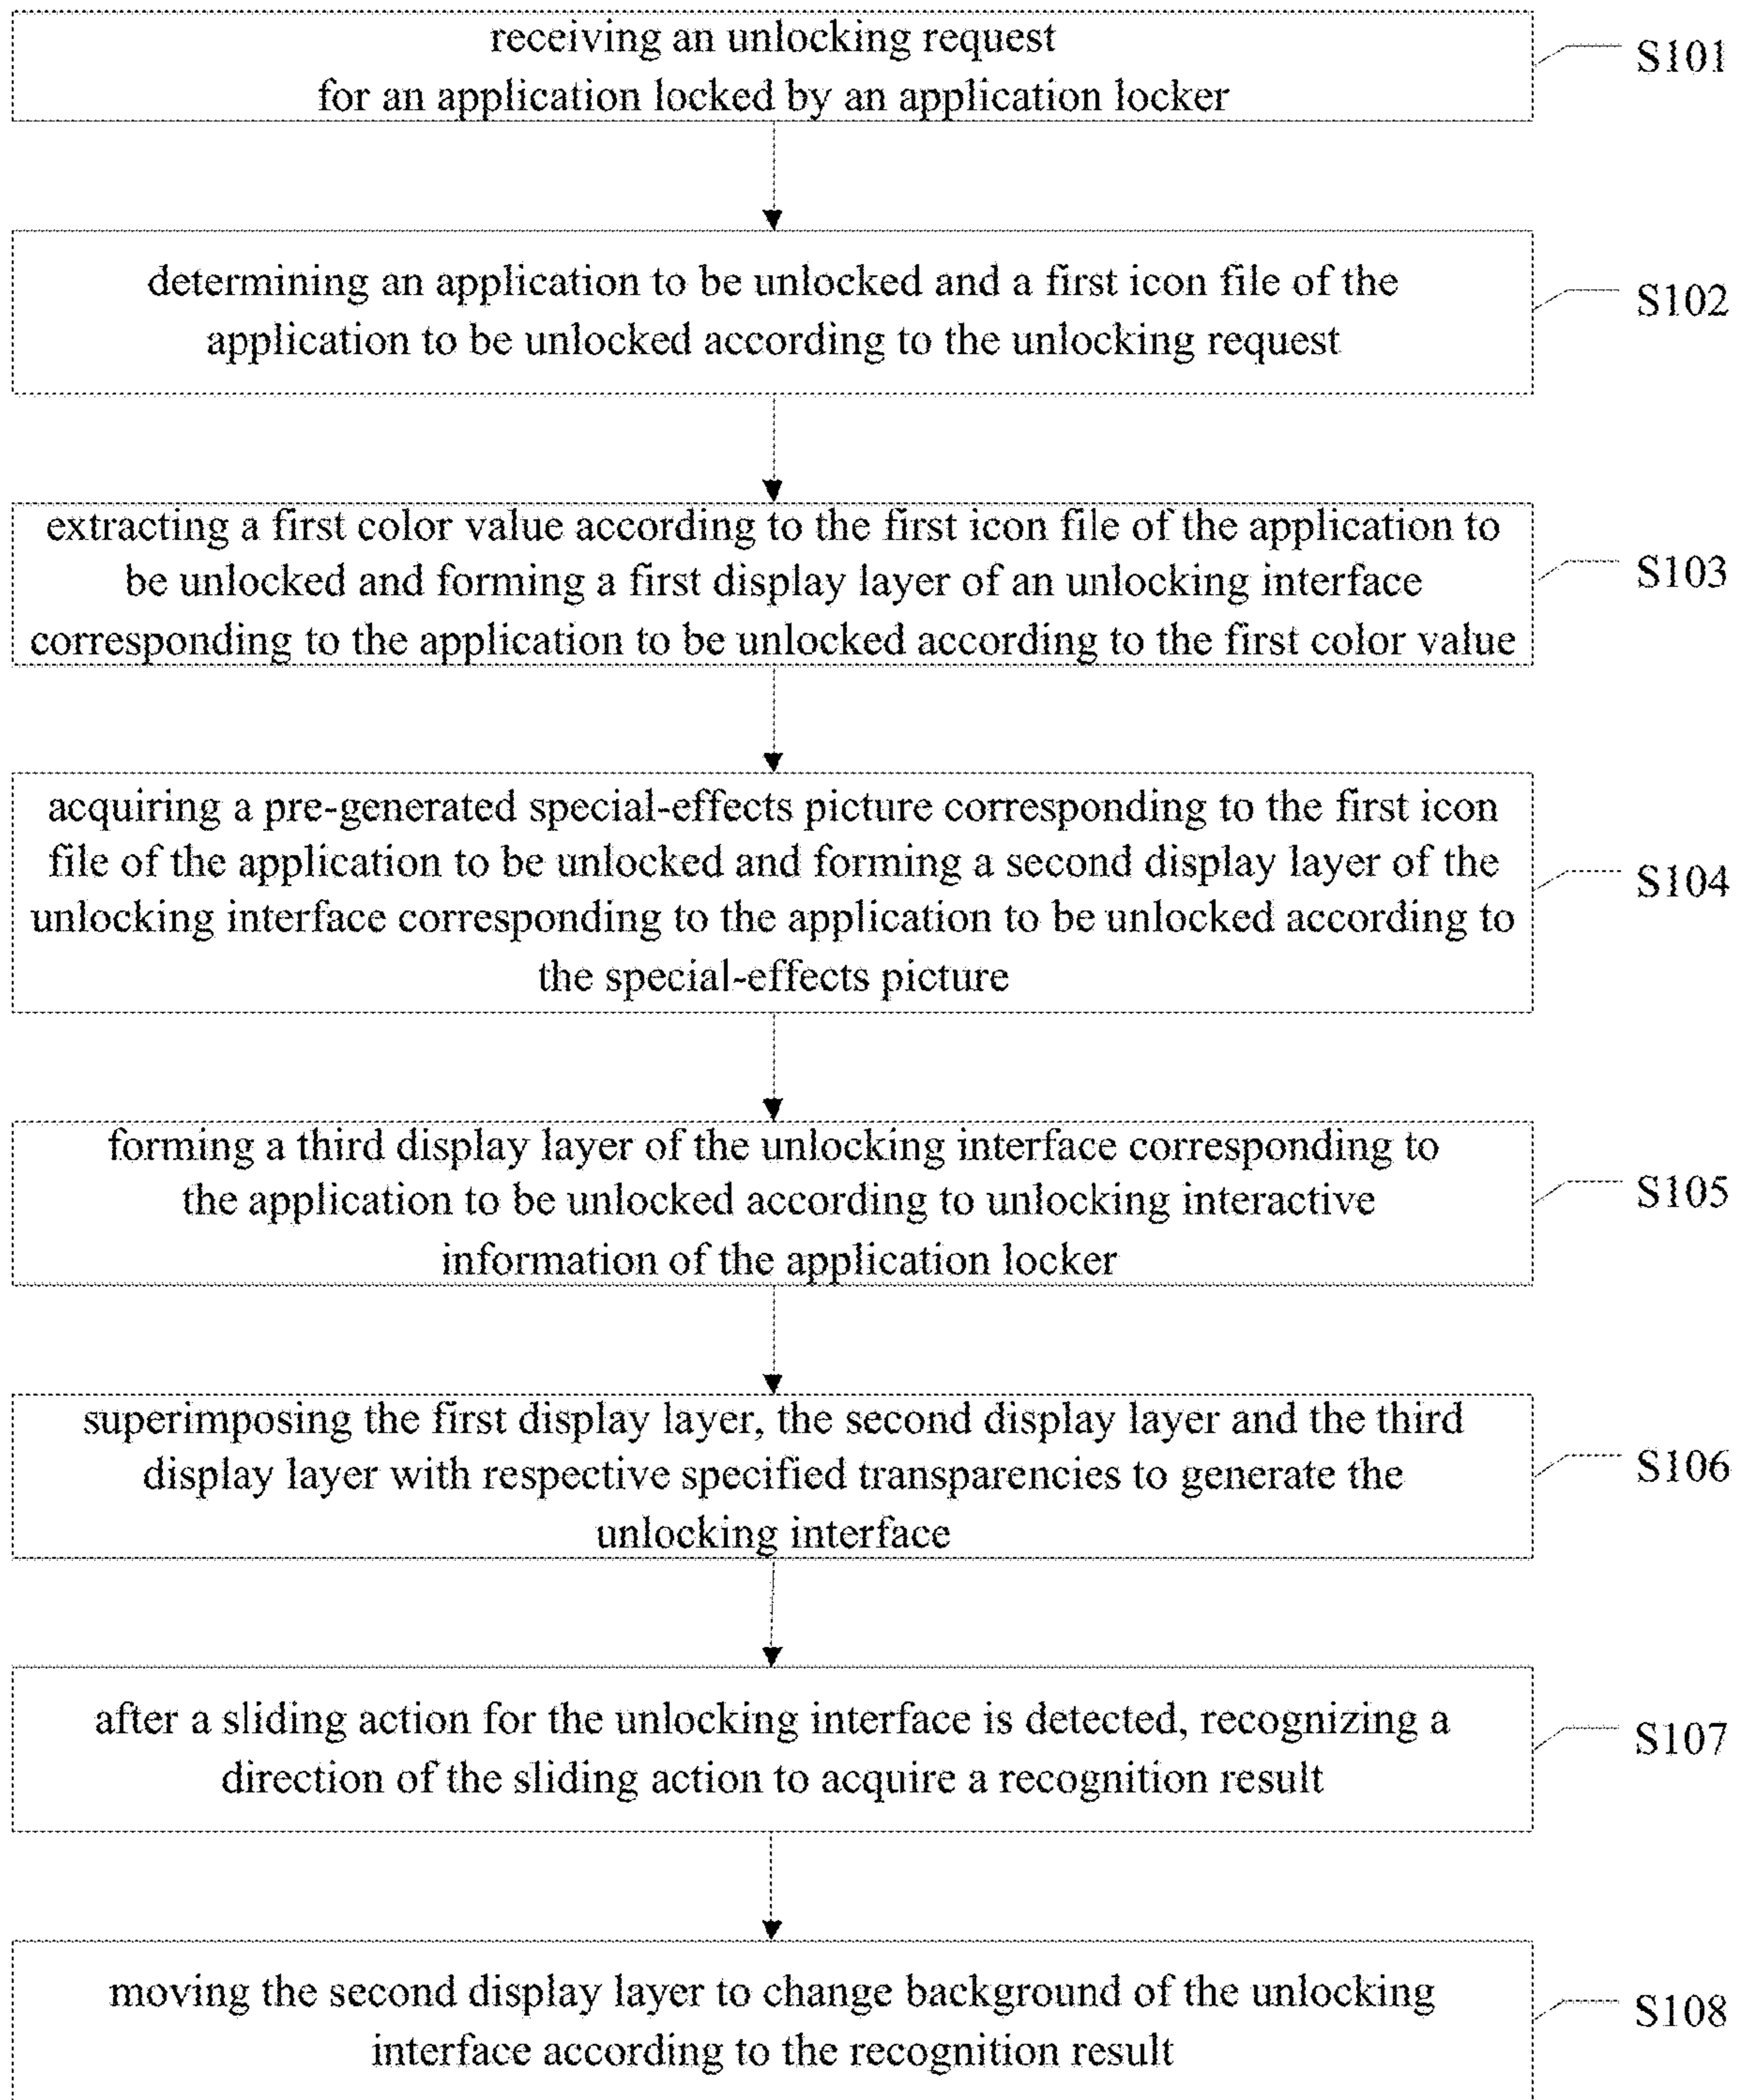 receiving an unlocking request
for an application locked by an application locker
S101
determining an application to be unlocked and a first icon file of the
application to be unlocked according to the unlocking request
S102
extracting a first color value according to the first icon file of the application to
be unlocked and forming a first display layer of an unlocking interface
corresponding to the application to be unlocked according to the first color value
S103
acquiring a pre-generated special-effects picture corresponding to the first icon
file of the application to be unlocked and forming a second display layer of the
unlocking interface corresponding to the application to be unlocked according to
the special-effects picture
S104
forming a third display layer of the unlocking interface corresponding to
the application to be unlocked according to unlocking interactive
information of the application locker
S105
superimposing the first display layer, the second display layer and the third
display layer with respective specified transparencies to generate the
unlocking interface
S106
after a sliding action for the unlocking interface is detected, recognizing a
direction of the sliding action to acquire a recognition result
S107
moving the second display layer to change background of the unlocking
interface according to the recognition result
S108